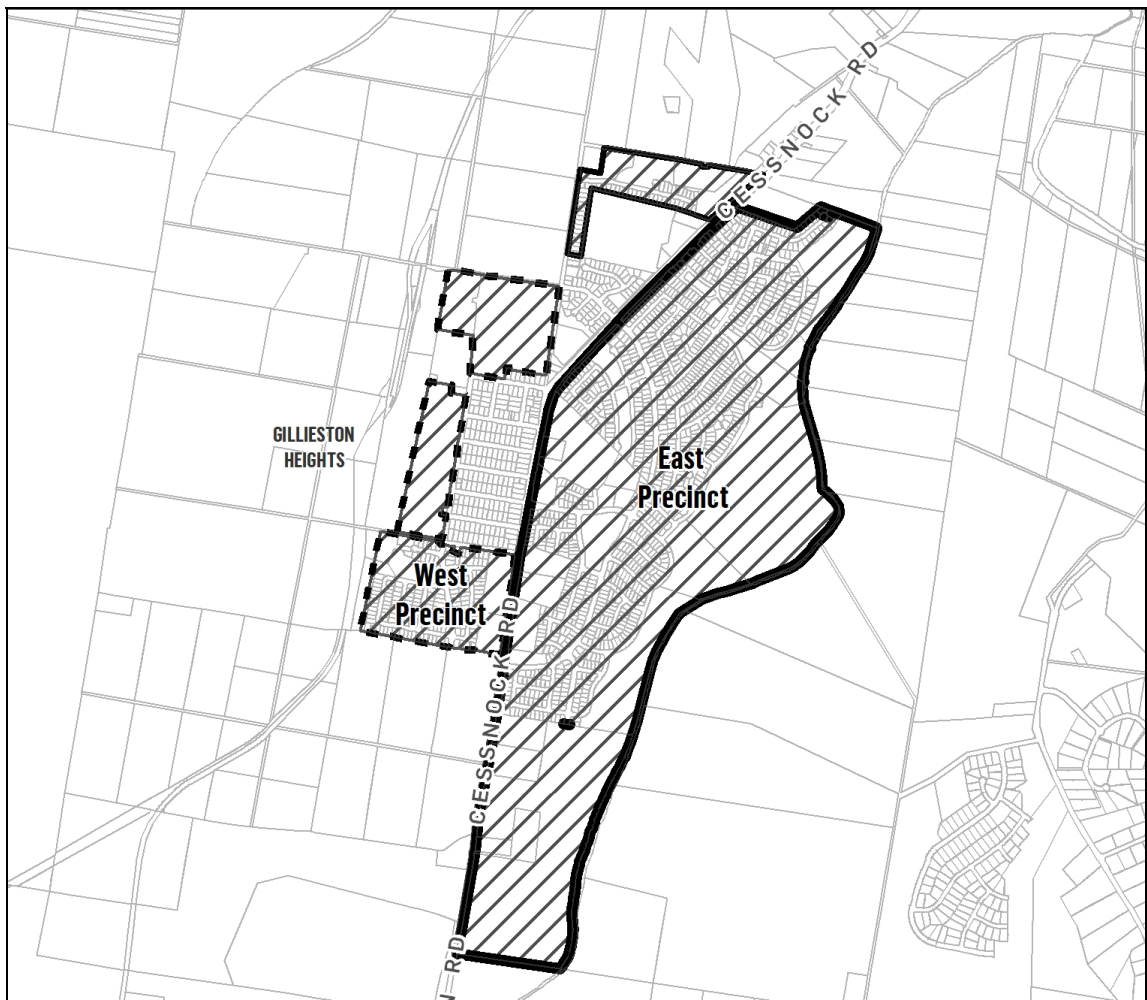 CESSNOCK RD
GILLIESTON
HEIGHTS
East
Precinct
West
Precinct
CESSNOCK RD
N RD